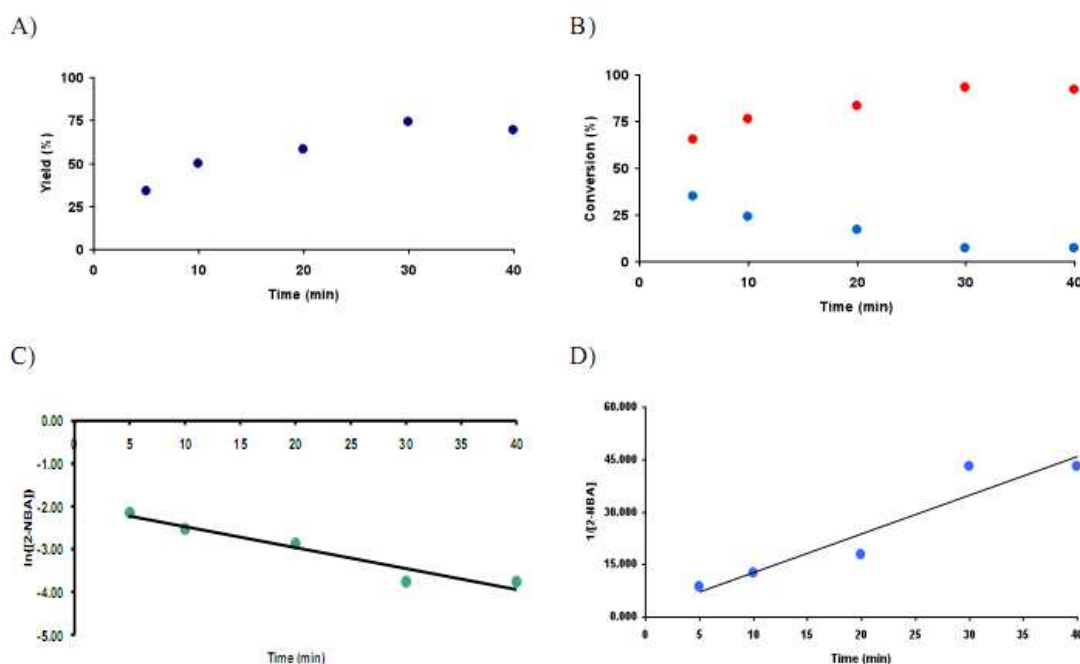 A)
Yield (%)
100
75
50
25
0
0 10 20 30 40
Time (min)
B)
Conversion (%)
100
75
50
25
0
0 10 20 30 40
Time (min)
C)
ln([2-NBA])
0.00
-1.00
-2.00
-3.00
-4.00
-5.00
0 5 10 15 20 25 30 35 40
Time (min)
D)
1/[2-NBA]
60.000
45.000
30.000
15.000
0.000
0 5 10 15 20 25 30 35 40
Time (min)